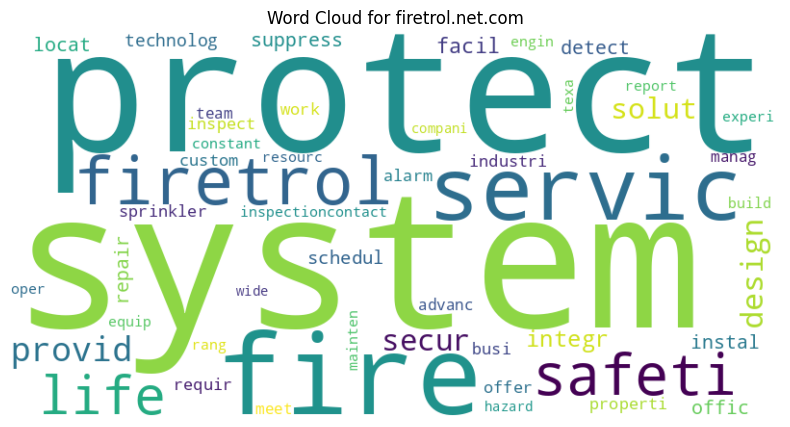 Word Cloud for firetrol.net.com
protect
locat
technolog
suppress
facil
engin
detect
texa
report
solut
experi
team
work
inspect
compani
constant
custom
resourc
firetrol
alarm
industri
servic
manag
build
sprinkler
inspectioncontact
system
repair
schedul
design
oper
wide
advanc
equip
mainten
rang
fire
secur
busi
integr
instal
provid
life
requir
meet
offer
hazard
safeti
properti
offic